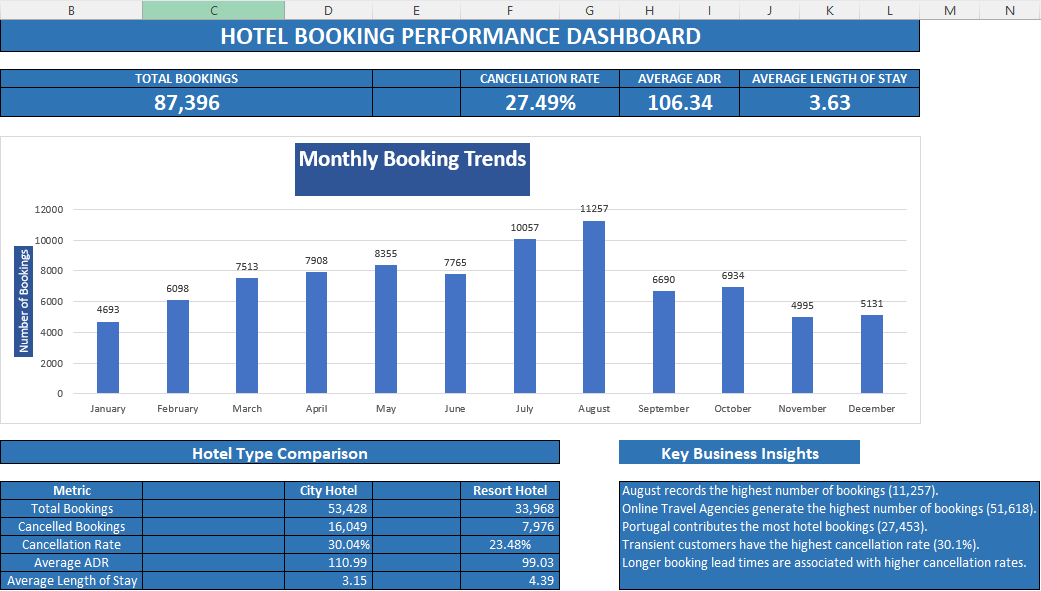 B C D E F G H I J K L M N
HOTEL BOOKING PERFORMANCE DASHBOARD
TOTAL BOOKINGS CANCELLATION RATE AVERAGE ADR AVERAGE LENGTH OF STAY
87,396 27.49% 106.34 3.63
Monthly Booking Trends
Number of Bookings
12000
10000
8000
6000
4000
2000
0
4693 6098 7513 7908 8355 7765 10057 11257 6690 6934 4995 5131
January February March April May June July August September October November December
Hotel Type Comparison
Metric City Hotel Resort Hotel
Total Bookings 53,428 33,968
Cancelled Bookings 16,049 7,976
Cancellation Rate 30.04% 23.48%
Average ADR 110.99 99.03
Average Length of Stay 3.15 4.39
Key Business Insights
August records the highest number of bookings (11,257).
Online Travel Agencies generate the highest number of bookings (51,618).
Portugal contributes the most hotel bookings (27,453).
Transient customers have the highest cancellation rate (30.1%).
Longer booking lead times are associated with higher cancellation rates.